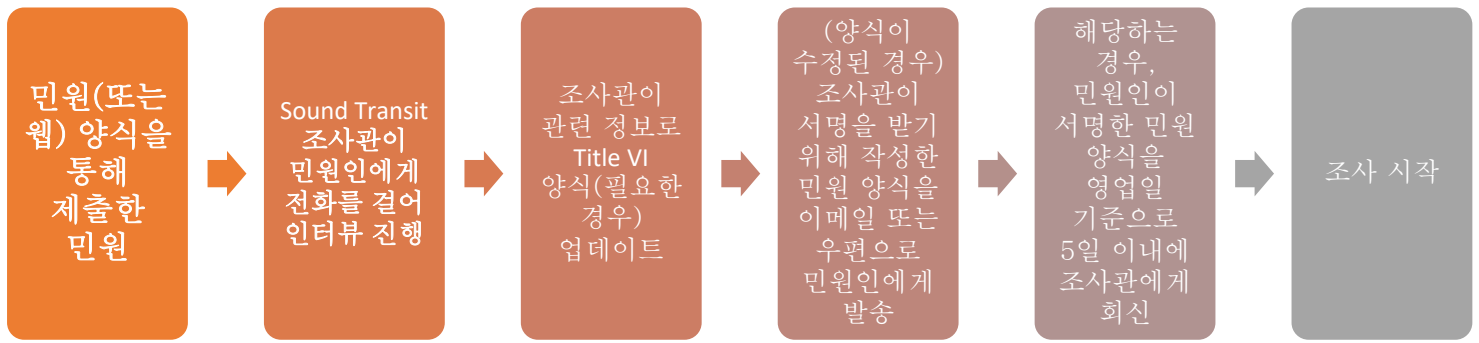 민원(또는
웹) 양식을
통해
제출한
민원
Sound Transit
조사관이
민원인에게
전화를 걸어
인터뷰 진행
조사관이
관련 정보로
Title VI
양식(필요한
경우)
업데이트
(양식이
수정된 경우)
조사관이
서명을 받기
위해 작성한
민원 양식을
이메일 또는
우편으로
민원인에게
발송
해당하는
경우,
민원인이
서명한 민원
양식을
영업일
기준으로
5일 이내에
조사관에게
회신
조사 시작